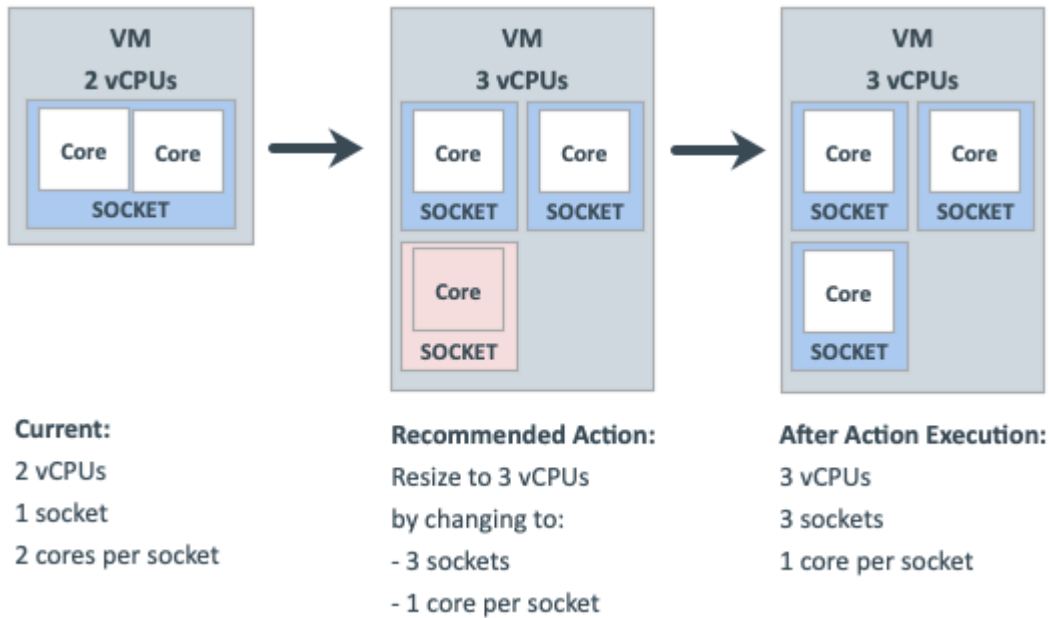 VM
2 vCPUs
Core Core
SOCKET
VM
3 vCPUs
Core Core
SOCKET SOCKET
Core
SOCKET
VM
3 vCPUs
Core Core
SOCKET SOCKET
Core
SOCKET
Current:
2 vCPUs
1 socket
2 cores per socket
Recommended Action:
Resize to 3 vCPUs
by changing to:
- 3 sockets
- 1 core per socket
After Action Execution:
3 vCPUs
3 sockets
1 core per socket